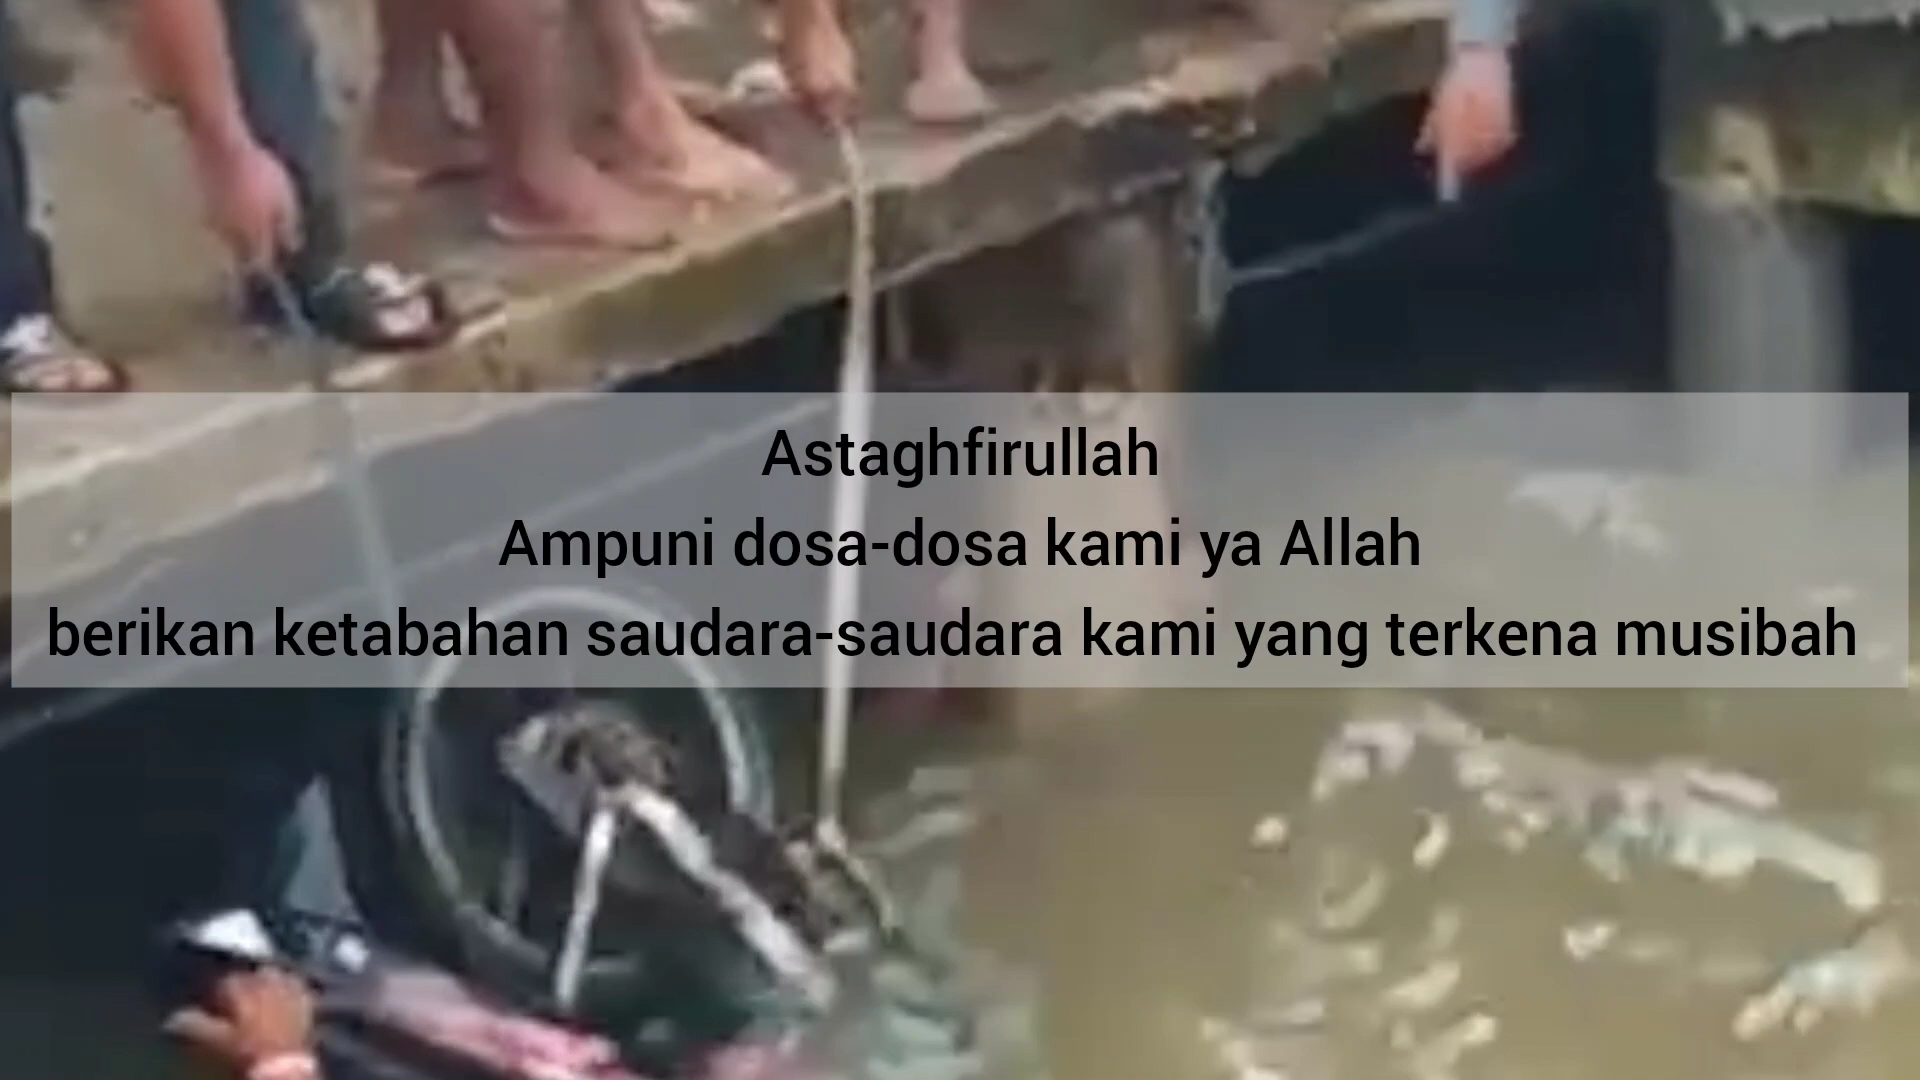 Astaghfirullah
Ampuni dosa-dosa kami ya Allah
berikan ketabahan saudara-saudara kami yang terkena musibah